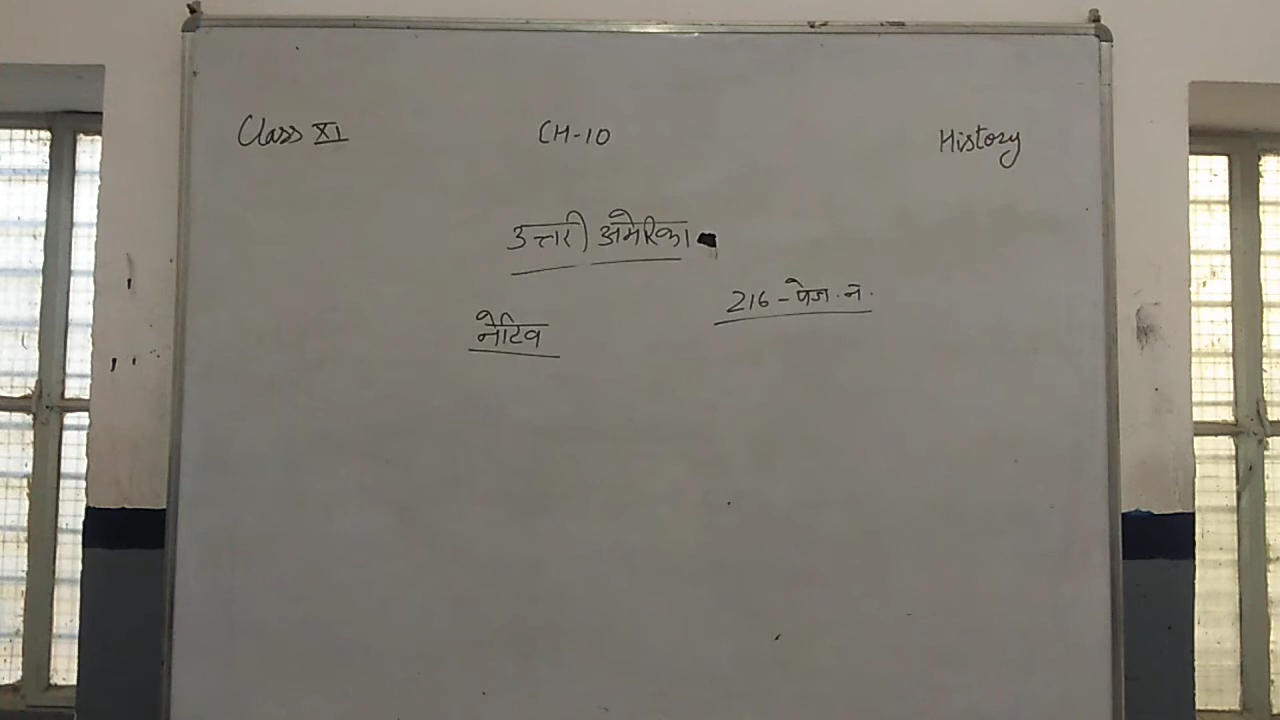 Class XI CH-10 History
उत्तरी अमेरिका
216 - पेज. न.
नेटिव